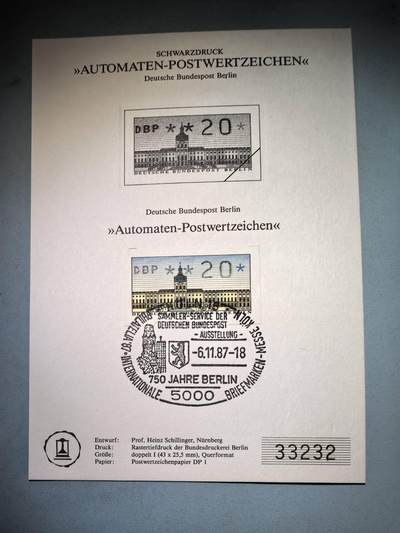 SCHWARZDRUCK
»AUTOMATEN-POSTWERTZEICHEN«
Deutsche Bundespost Berlin
DBP ** 20*
DEUTSCHE BUNDESPOST BERLIN
Deutsche Bundespost Berlin
»Automaten-Postwertzeichen«
DBP * 20*
KÖLN
SAMMLER-SERVICE DER
DEUTSCHEN BUNDESPOST
- AUSSTELLUNG -
-6.11.87-18
750 JAHRE BERLIN
5000
PHILATELIA '87 · INTERNATIONALE BRIEFMARKEN-MESSE KÖLN
Entwurf: Prof. Heinz Schillinger, Nürnberg
Druck: Rastertiefdruck der Bundesdruckerei Berlin
Größe: doppelt I (43 x 25,5 mm), Querformat
Papier: Postwertzeichenpapier DP 1
33232